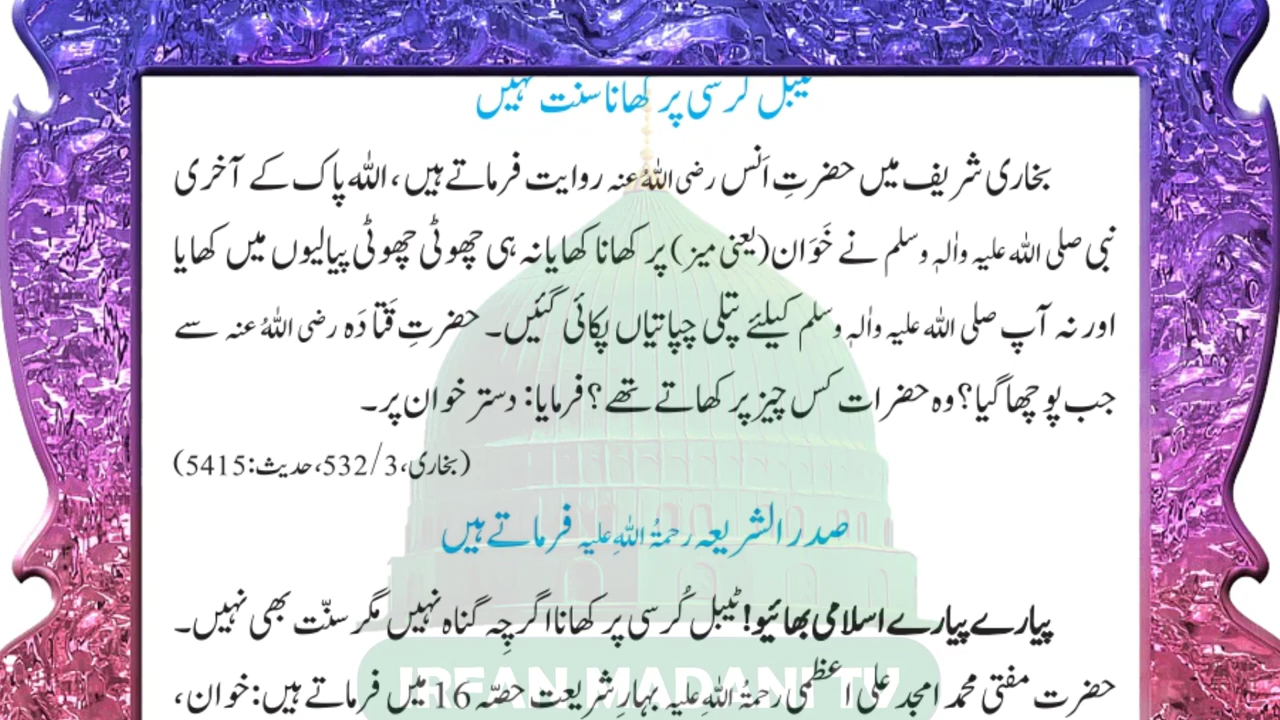 ٹیبل کرسی پر کھانا سنت نہیں
بخاری شریف میں حضرتِ اَنس رضی اللہُ عنہ روایت فرماتے ہیں، اللہ پاک کے آخری
نبی صلی اللہ علیہ واٰلہٖ وسلم نے خَوَان (یعنی میز) پر کھانا کھایا نہ ہی چھوٹی چھوٹی پیالیوں میں کھایا
اور نہ آپ صلی اللہ علیہ واٰلہٖ وسلم کیلئے پتلی چپاتیاں پکائی گئیں۔ حضرتِ قَتادَہ رضی اللہُ عنہ سے
جب پوچھا گیا؟ وہ حضرات کس چیز پر کھاتے تھے؟ فرمایا: دستر خوان پر۔
(بخاری، 532/3، حدیث: 5415)
صدر الشریعہ رحمۃُ اللہِ علیہ فرماتے ہیں
پیارے پیارے اسلامی بھائیو! ٹیبل کُرسی پر کھانا اگرچِہ گناہ نہیں مگر سنّت بھی نہیں۔
حضرت مفتی محمد امجد علی اعظمی رحمۃُ اللہِ علیہ بہارِ شریعت حصّہ 16 میں فرماتے ہیں: خوان،
IRFAN MADANI TV